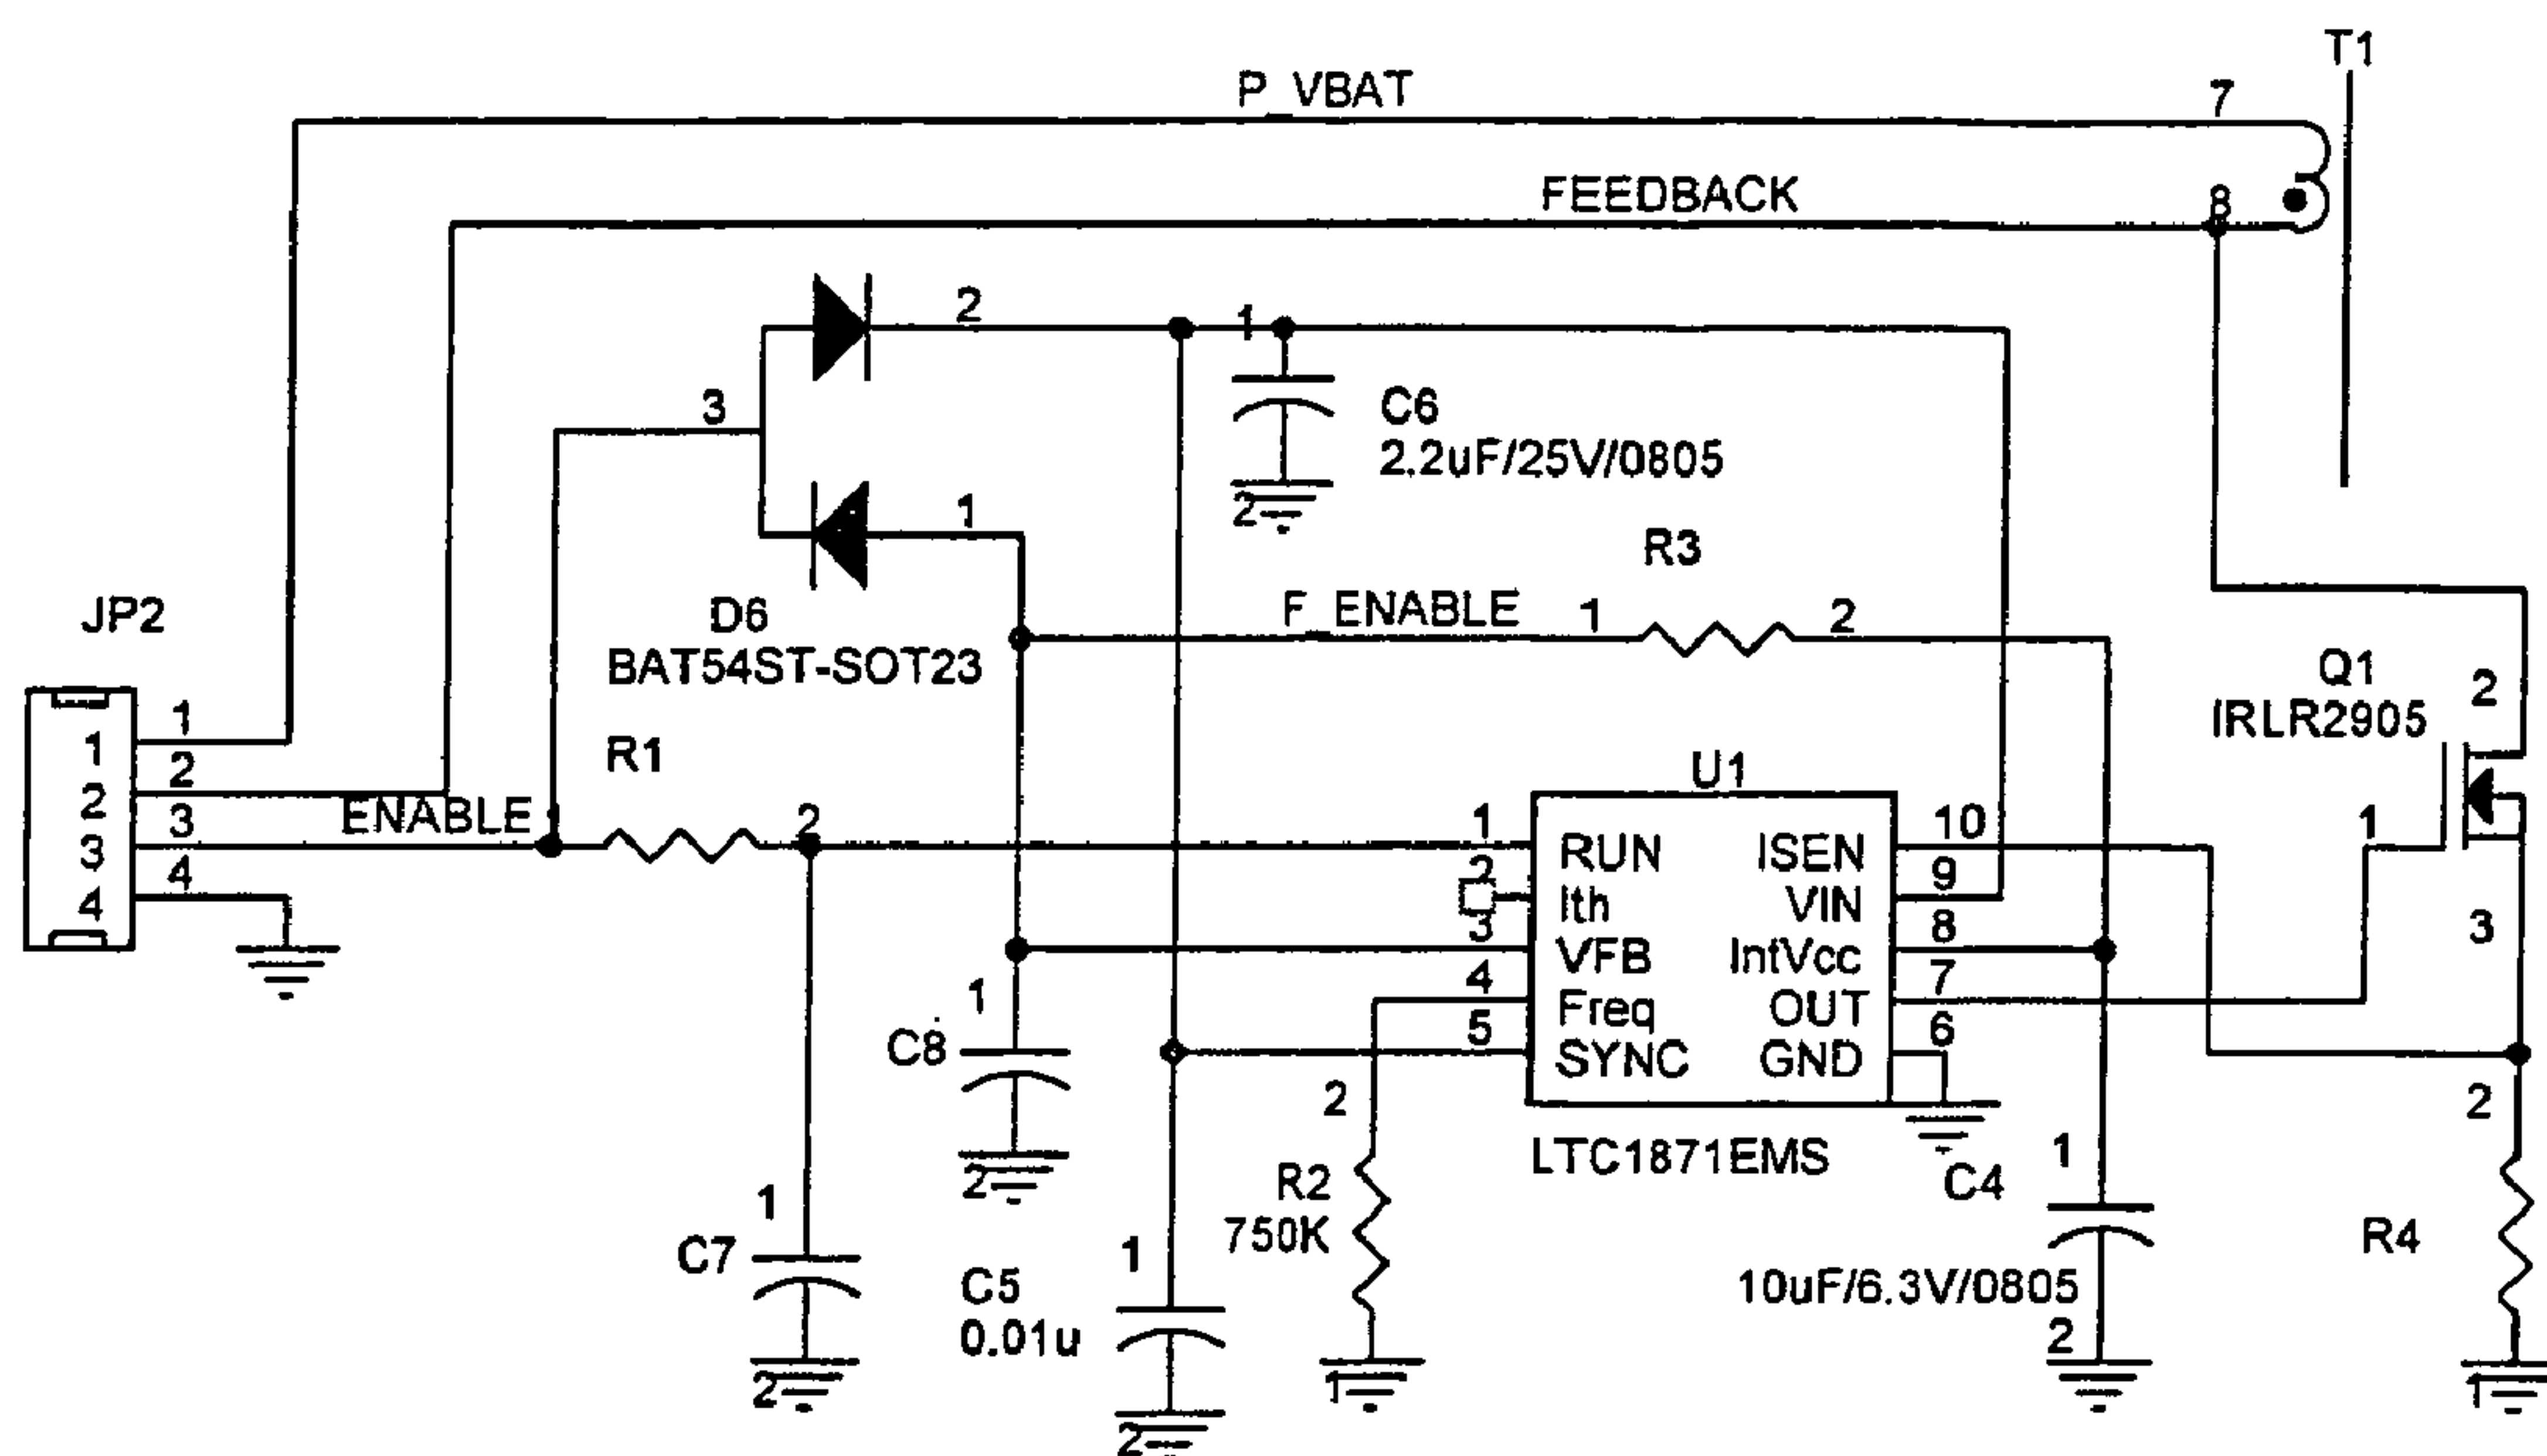 T1
P_VBAT
7
FEEDBACK
8
2
1
3
C6
2.2uF/25V/0805
2
1
R3
JP2
D6
BAT54ST-SOT23
F_ENABLE
1
2
Q1
IRLR2905
2
R1
U1
1
1
2
2
ENABLE
3
3
4
4
2
1
RUN
ISEN
10
1
2
Ith
VIN
9
3
VFB
IntVcc
8
3
1
4
Freq
OUT
7
C8
5
SYNC
GND
6
2
2
2
LTC1871EMS
1
C4
R2
750K
1
C7
1
C5
0.01u
10uF/6.3V/0805
R4
2
2
1
1
2